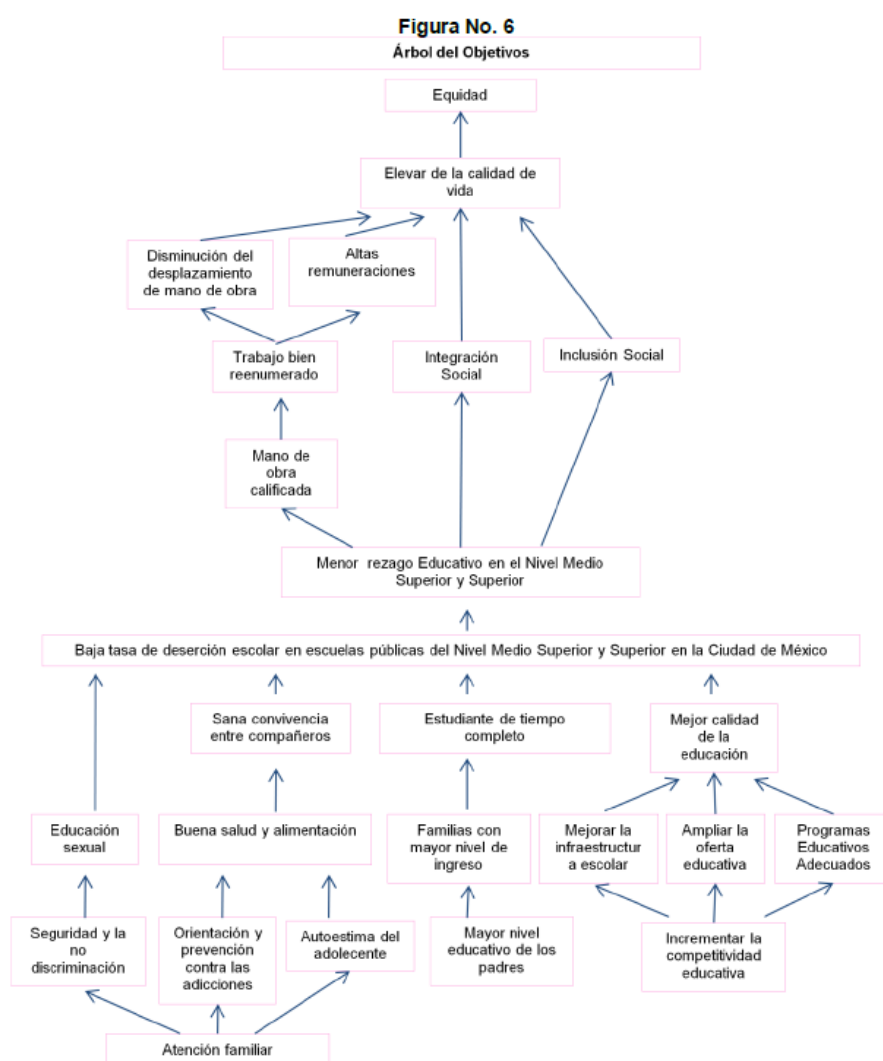 Figura No. 6
Árbol del Objetivos
Equidad
Elevar de la calidad de
vida
Disminución del
desplazamiento
de mano de obra
Altas
remuneraciones
Trabajo bien
reenumerado
Integración
Social
Inclusión Social
Mano de
obra
calificada
Menor rezago Educativo en el Nivel Medio
Superior y Superior
Baja tasa de deserción escolar en escuelas públicas del Nivel Medio Superior y Superior en la Ciudad de México
Sana convivencia
entre compañeros
Estudiante de tiempo
completo
Mejor calidad
de la
educación
Educación
sexual
Buena salud y alimentación
Familias con
mayor nivel de
ingreso
Mejorar la
infraestructur
a escolar
Ampliar la
oferta
educativa
Programas
Educativos
Adecuados
Seguridad y la
no
discriminación
Orientación y
prevención
contra las
adicciones
Autoestima del
adolecente
Mayor nivel
educativo de los
padres
Incrementar la
competitividad
educativa
Atención familiar